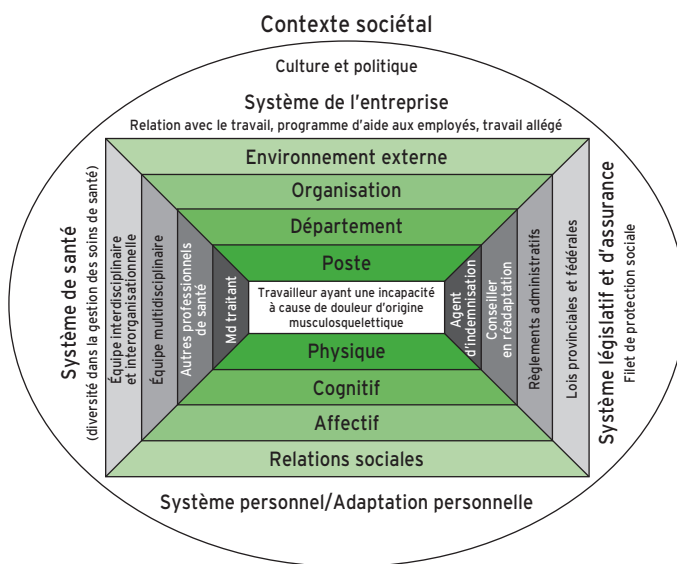 Contexte sociétal
Culture et politique
Système de l'entreprise
Relation avec le travail, programme d'aide aux employés, travail allégé
Environnement externe
Organisation
Département
Poste
Système de santé
(diversité dans la gestion des soins de santé)
Équipe interdisciplinaire
et interorganisationnelle
Équipe multidisciplinaire
Autres professionnels
de santé
Md traitant
Travailleur ayant une incapacité
à cause de douleur d'origine
musculosquelettique
Agent
d'indemnisation
Conseiller
en réadaptation
Règlements administratifs
Lois provinciales et fédérales
Système législatif et d'assurance
Filet de protection sociale
Physique
Cognitif
Affectif
Relations sociales
Système personnel/Adaptation personnelle